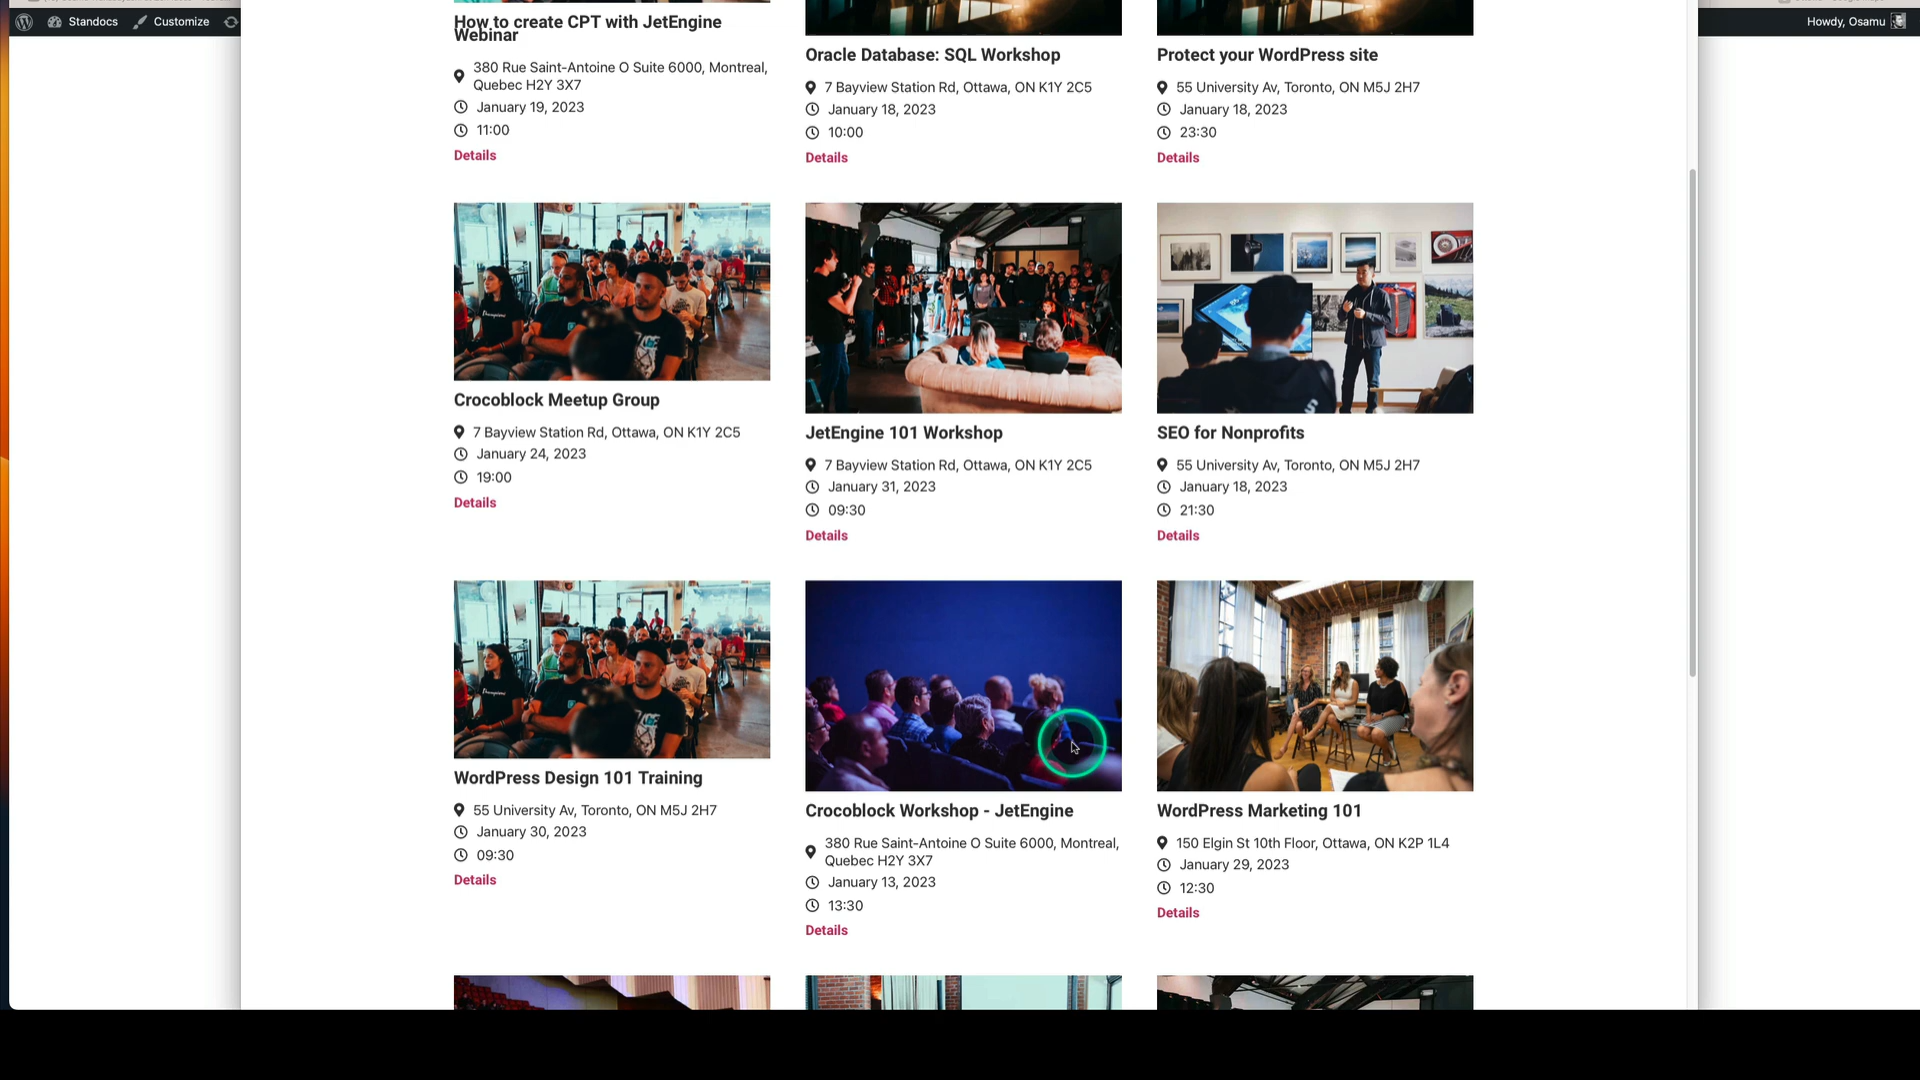 Standocs
Customize
Howdy, Osamu
How to create CPT with JetEngine
Webinar
380 Rue Saint-Antoine O Suite 6000, Montreal,
Quebec H2Y 3X7
January 19, 2023
11:00
Details
Oracle Database: SQL Workshop
7 Bayview Station Rd, Ottawa, ON K1Y 2C5
January 18, 2023
10:00
Details
Protect your WordPress site
55 University Av, Toronto, ON M5J 2H7
January 18, 2023
23:30
Details
Crocoblock Meetup Group
7 Bayview Station Rd, Ottawa, ON K1Y 2C5
January 24, 2023
19:00
Details
JetEngine 101 Workshop
7 Bayview Station Rd, Ottawa, ON K1Y 2C5
January 31, 2023
09:30
Details
SEO for Nonprofits
55 University Av, Toronto, ON M5J 2H7
January 18, 2023
21:30
Details
WordPress Design 101 Training
55 University Av, Toronto, ON M5J 2H7
January 30, 2023
09:30
Details
Crocoblock Workshop - JetEngine
380 Rue Saint-Antoine O Suite 6000, Montreal,
Quebec H2Y 3X7
January 13, 2023
13:30
Details
WordPress Marketing 101
150 Elgin St 10th Floor, Ottawa, ON K2P 1L4
January 29, 2023
12:30
Details